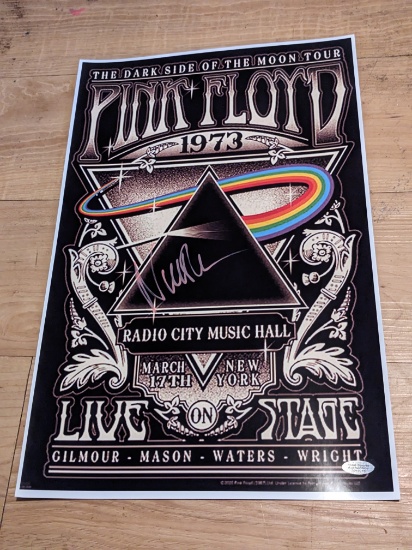 THE DARK SIDE OF THE MOON TOUR
PINK FLOYD
1973
RADIO CITY MUSIC HALL
MARCH NEW
17TH YORK
LIVE ON STAGE
GILMOUR - MASON - WATERS - WRIGHT